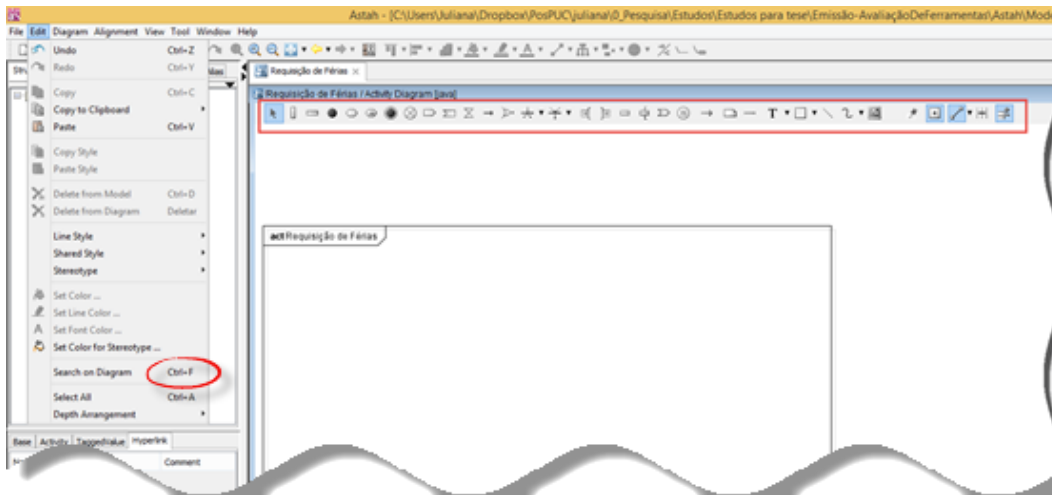 Astah - [C:\Users\Juliana\Dropbox\PosPUC\juliana\0_Pesquisa\Estudos\Estudos para tese\Emissão-AvaliaçãoDeFerramentas\Astah\Mode
File Edit Diagram Alignment View Tool Window Help
Undo Ctrl+Z
Redo Ctrl+Y
Requisição de Férias
Copy Ctrl+C
Requisição de Férias / Activity Diagram [java]
Copy to Clipboard
Paste Ctrl+V
Copy Style
Paste Style
Delete from Model Ctrl+D
Delete from Diagram Deletar
Line Style
act Requisição de Férias
Shared Style
Stereotype
Set Color ...
Set Line Color ...
Set Font Color ...
Set Color for Stereotype ...
Search on Diagram Ctrl+F
Select All Ctrl+A
Depth Arrangement
Base Activity TaggedValue Hyperlink
Comment